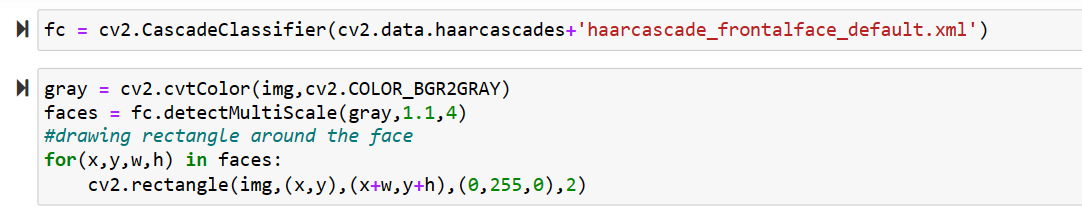 fc = cv2.CascadeClassifier(cv2.data.haarcascades+'haarcascade_frontalface_default.xml')
gray = cv2.cvtColor(img,cv2.COLOR_BGR2GRAY)
faces = fc.detectMultiScale(gray,1.1,4)
#drawing rectangle around the face
for(x,y,w,h) in faces:
    cv2.rectangle(img,(x,y),(x+w,y+h),(0,255,0),2)